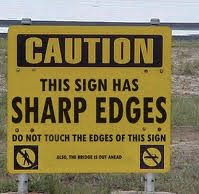 CAUTION
THIS SIGN HAS
SHARP EDGES
DO NOT TOUCH THE EDGES OF THIS SIGN
ALSO, THE BRIDGE IS OUT AHEAD